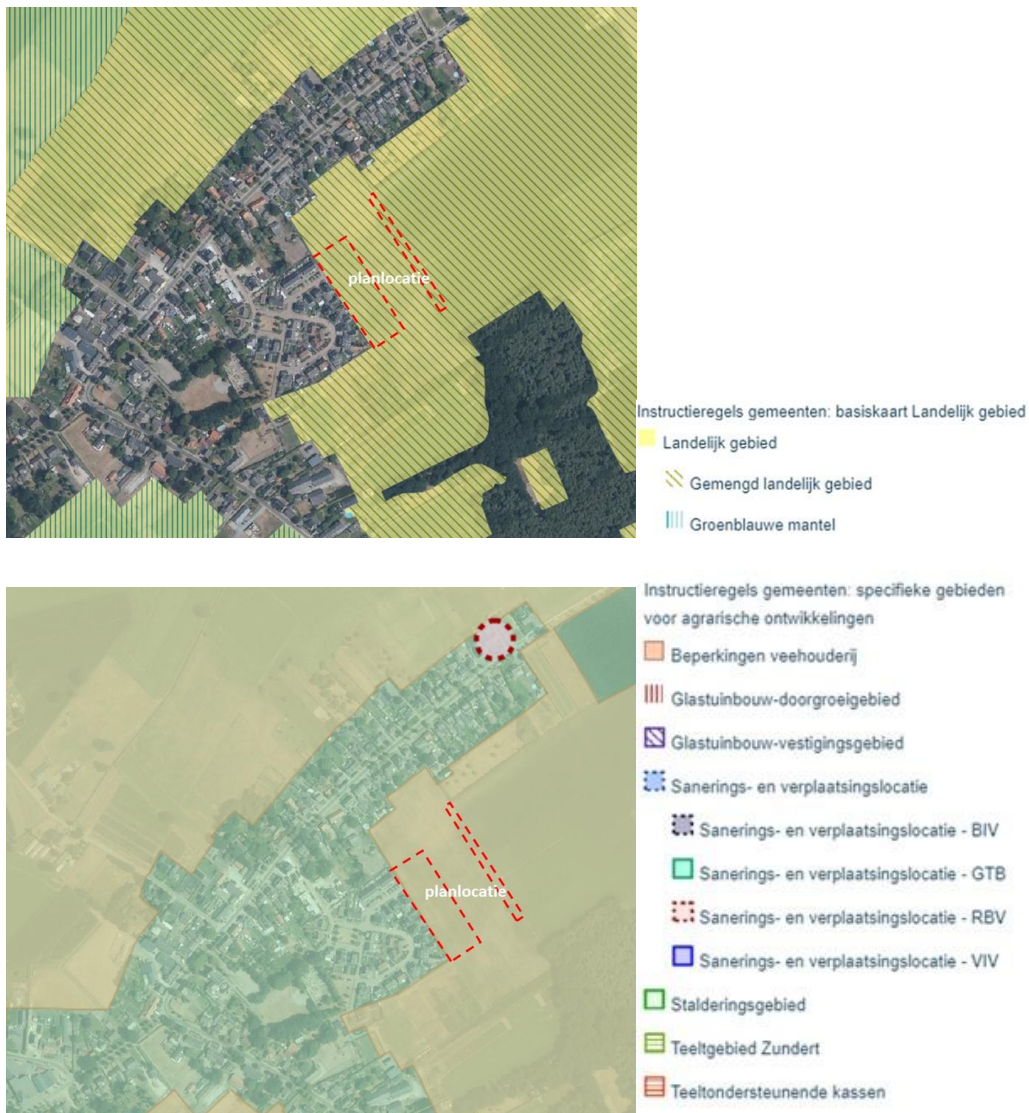 planlocatie
Instructieregels gemeenten: basiskaart Landelijk gebied
Landelijk gebied
Gemengd landelijk gebied
Groenblauwe mantel
Instructieregels gemeenten: specifieke gebieden
voor agrarische ontwikkelingen
Beperkingen veehouderij
Glastuinbouw-doorgroeigebied
Glastuinbouw-vestigingsgebied
Sanerings- en verplaatsingslocatie
Sanerings- en verplaatsingslocatie - BIV
planlocatie
Sanerings- en verplaatsingslocatie - GTB
Sanerings- en verplaatsingslocatie - RBV
Sanerings- en verplaatsingslocatie - VIV
Stalderingsgebied
Teeltgebied Zundert
Teeltondersteunende kassen